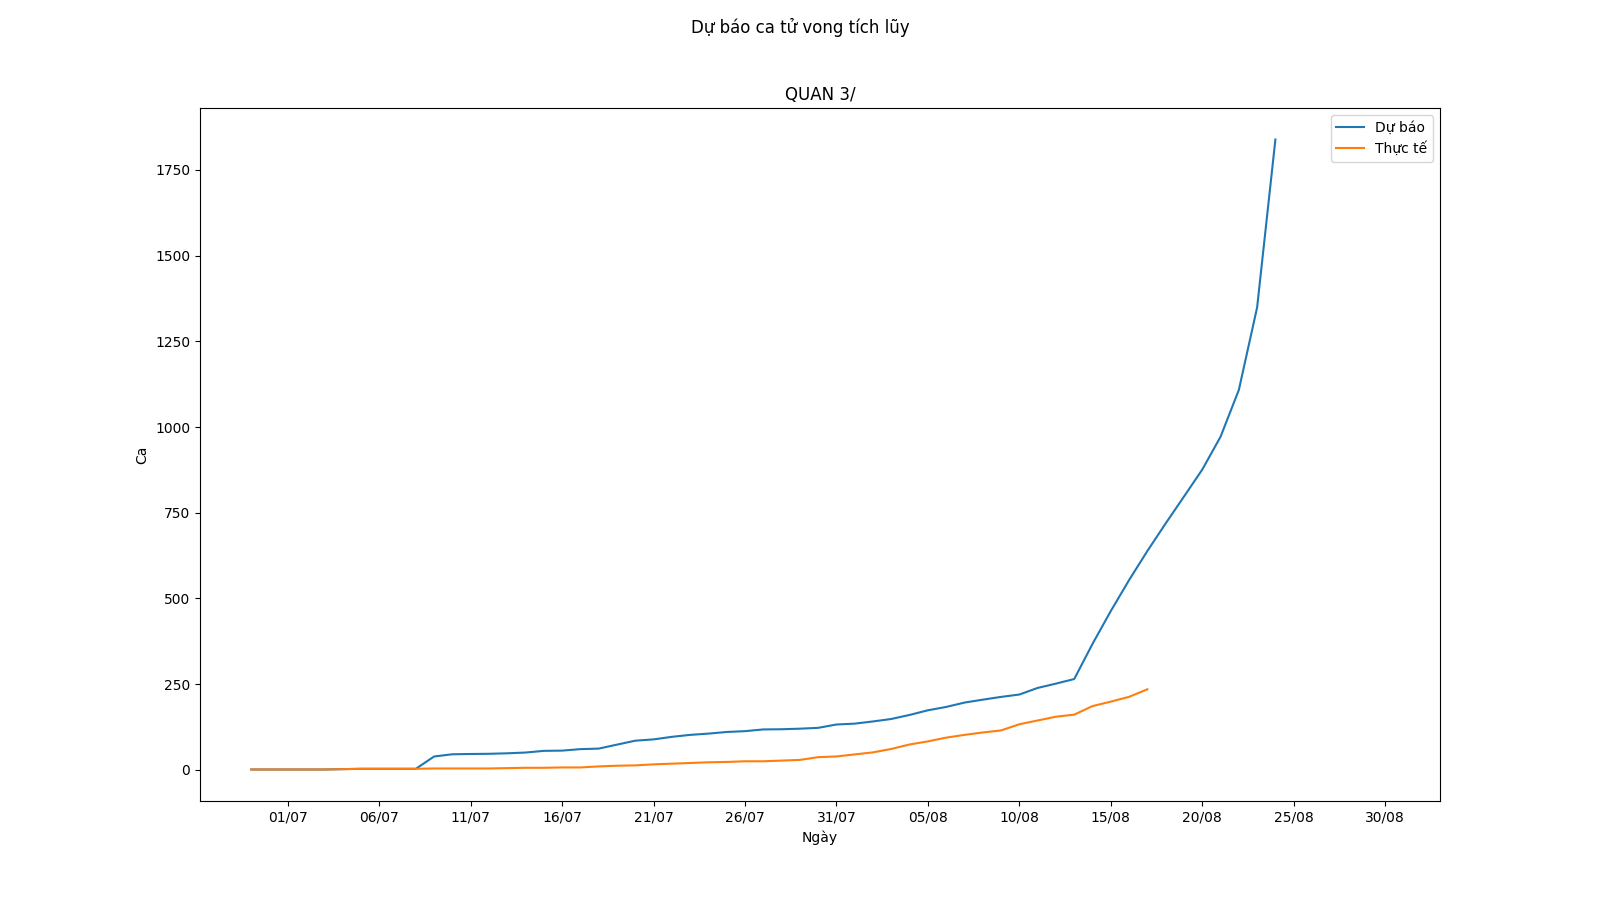 Dự báo ca tử vong tích lũy
QUAN 3/
Dự báo
Thực tế
1750
1500
1250
1000
750
500
250
0
Ca
01/07 06/07 11/07 16/07 21/07 26/07 31/07 05/08 10/08 15/08 20/08 25/08 30/08
Ngày